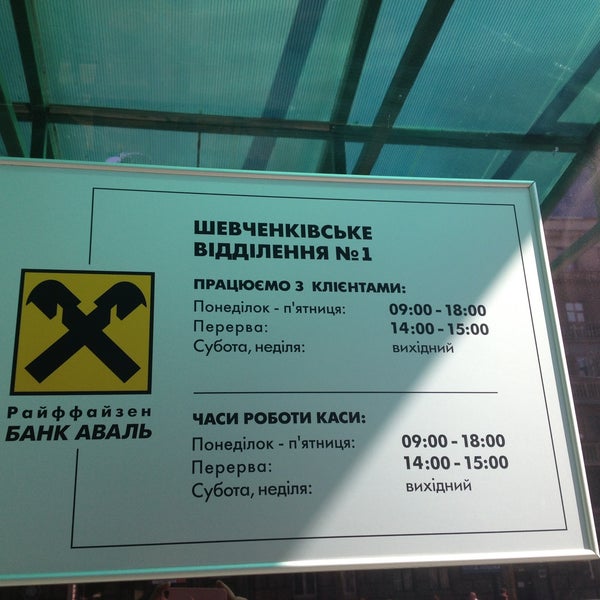 ШЕВЧЕНКІВСЬКЕ
ВІДДІЛЕННЯ №1
ПРАЦЮЄМО З КЛІЄНТАМИ:
Понеділок - п'ятниця: 09:00 - 18:00
Перерва: 14:00 - 15:00
Субота, неділя: вихідний
Райффайзен
БАНК АВАЛЬ
ЧАСИ РОБОТИ КАСИ:
Понеділок - п'ятниця: 09:00 - 18:00
Перерва: 14:00 - 15:00
Субота, неділя: вихідний